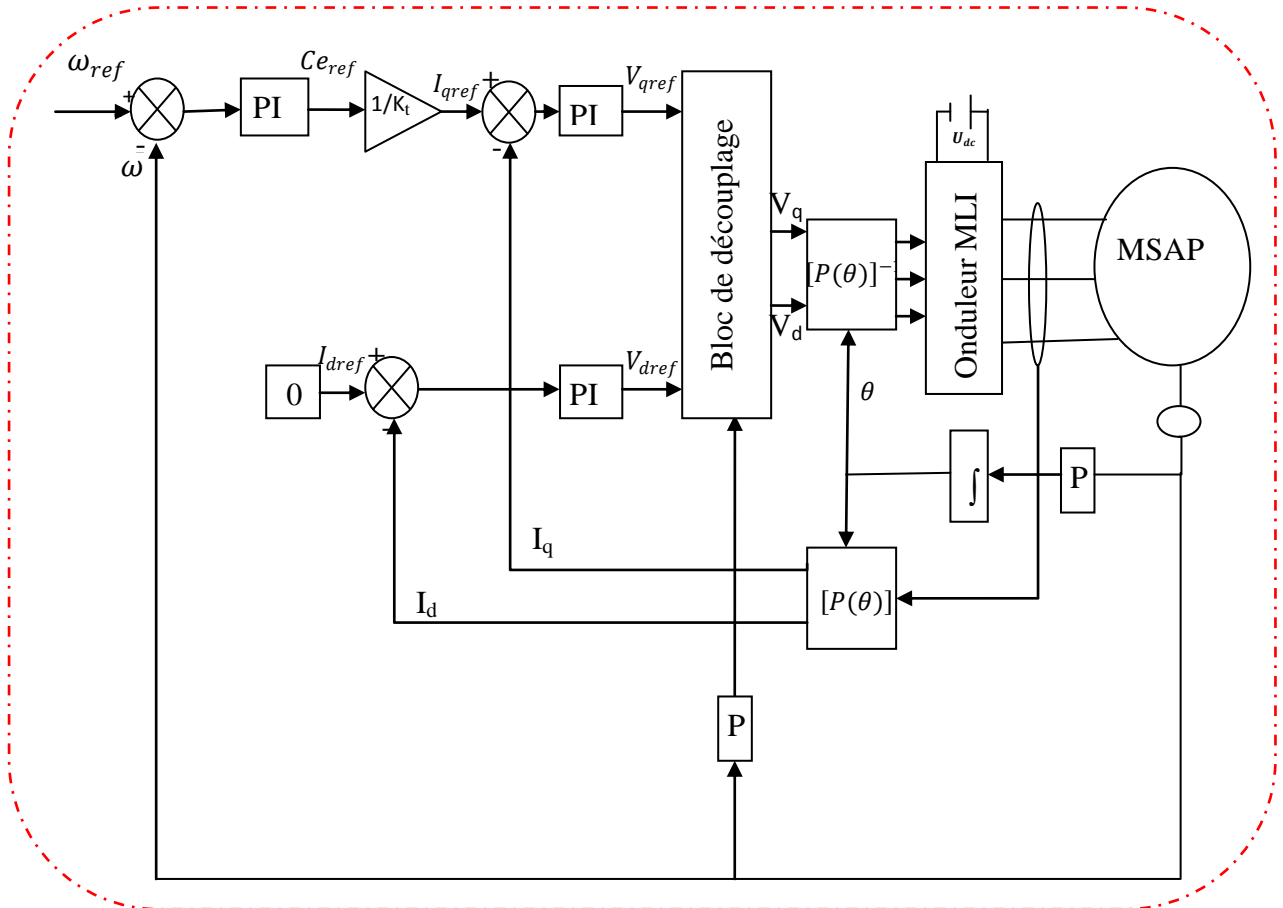 ω_ref
+
-
ω
PI
Ce_ref
1/K_t
I_qref
+
-
PI
V_qref
Bloc de découplage
V_q
V_d
[P(θ)]⁻
U_dc
Onduleur MLI
MSAP
0
I_dref
+
-
PI
V_dref
θ
∫
P
I_q
I_d
[P(θ)]
P